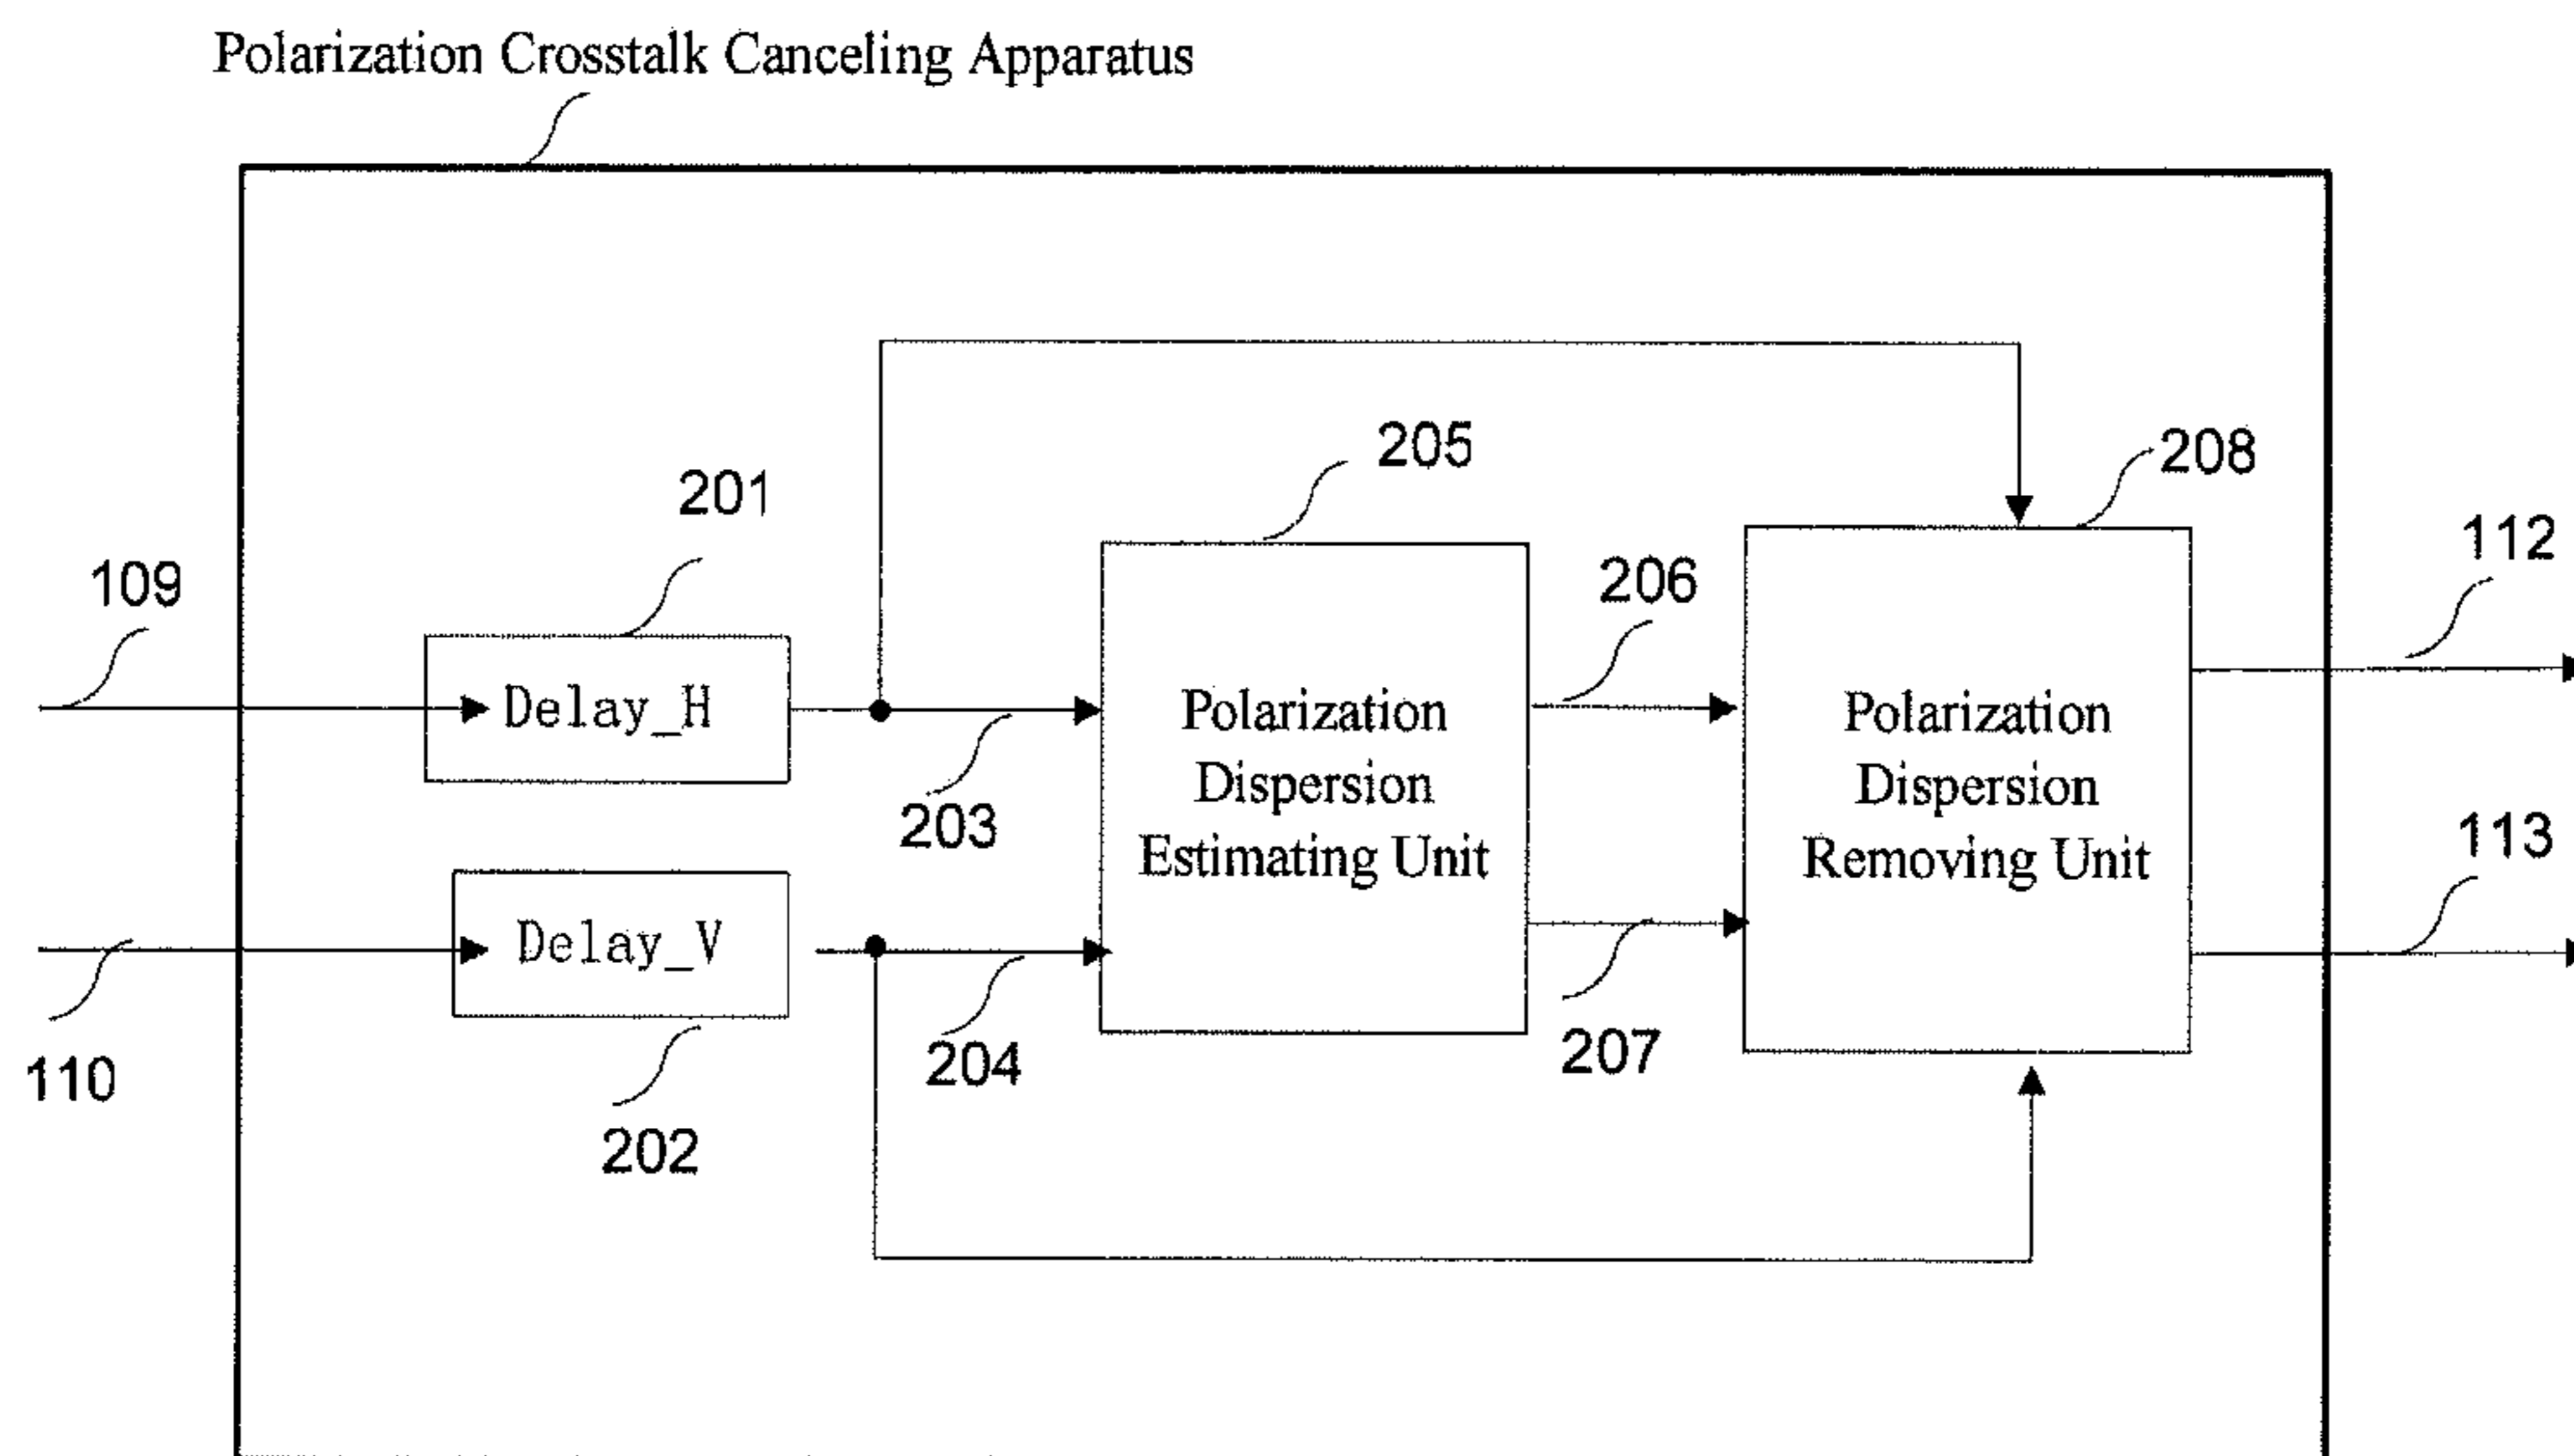 Polarization Crosstalk Canceling Apparatus
205
208
201
112
109
206
Delay_H
Polarization
Dispersion
Estimating Unit
Polarization
Dispersion
Removing Unit
203
113
Delay_V
204
207
110
202